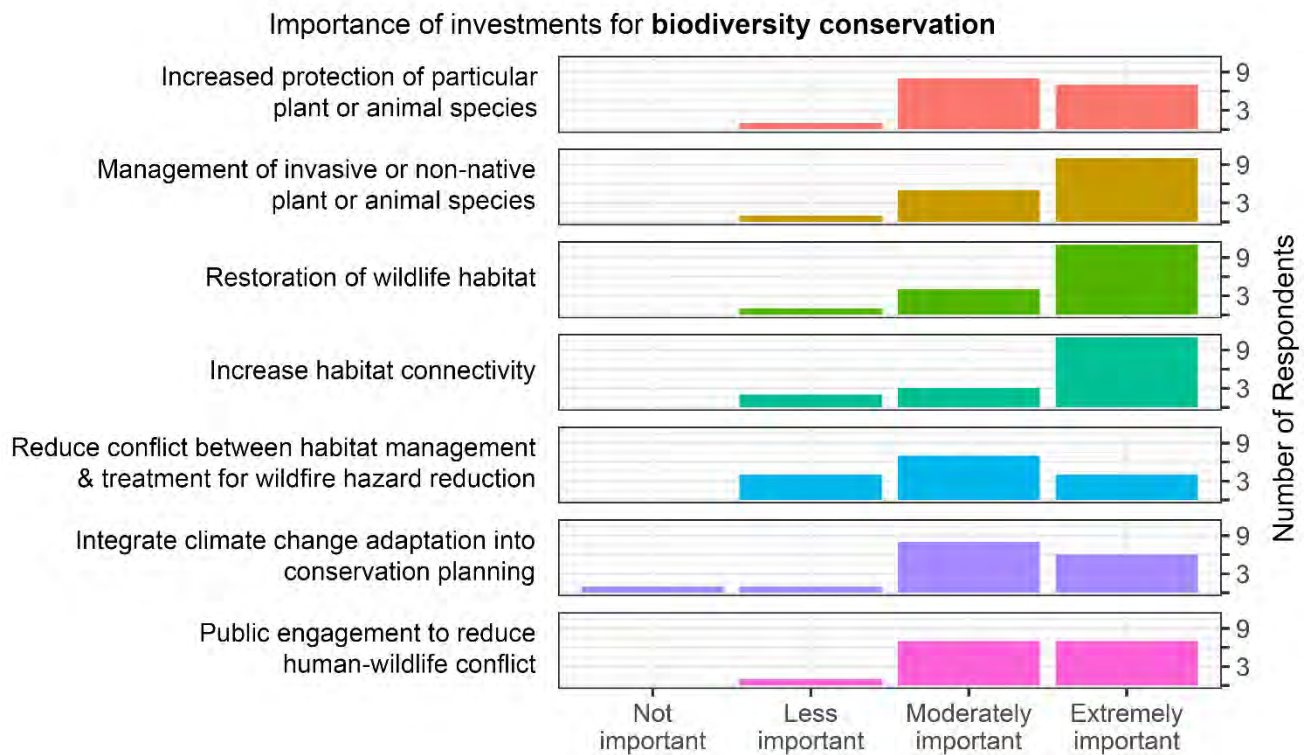 Importance of investments for biodiversity conservation
Increased protection of particular
plant or animal species
9
3
Management of invasive or non-native
plant or animal species
9
3
Restoration of wildlife habitat
9
3
Increase habitat connectivity
9
3
Reduce conflict between habitat management
& treatment for wildfire hazard reduction
9
3
Integrate climate change adaptation into
conservation planning
9
3
Public engagement to reduce
human-wildlife conflict
9
3
Number of Respondents
Not
important
Less
important
Moderately
important
Extremely
important